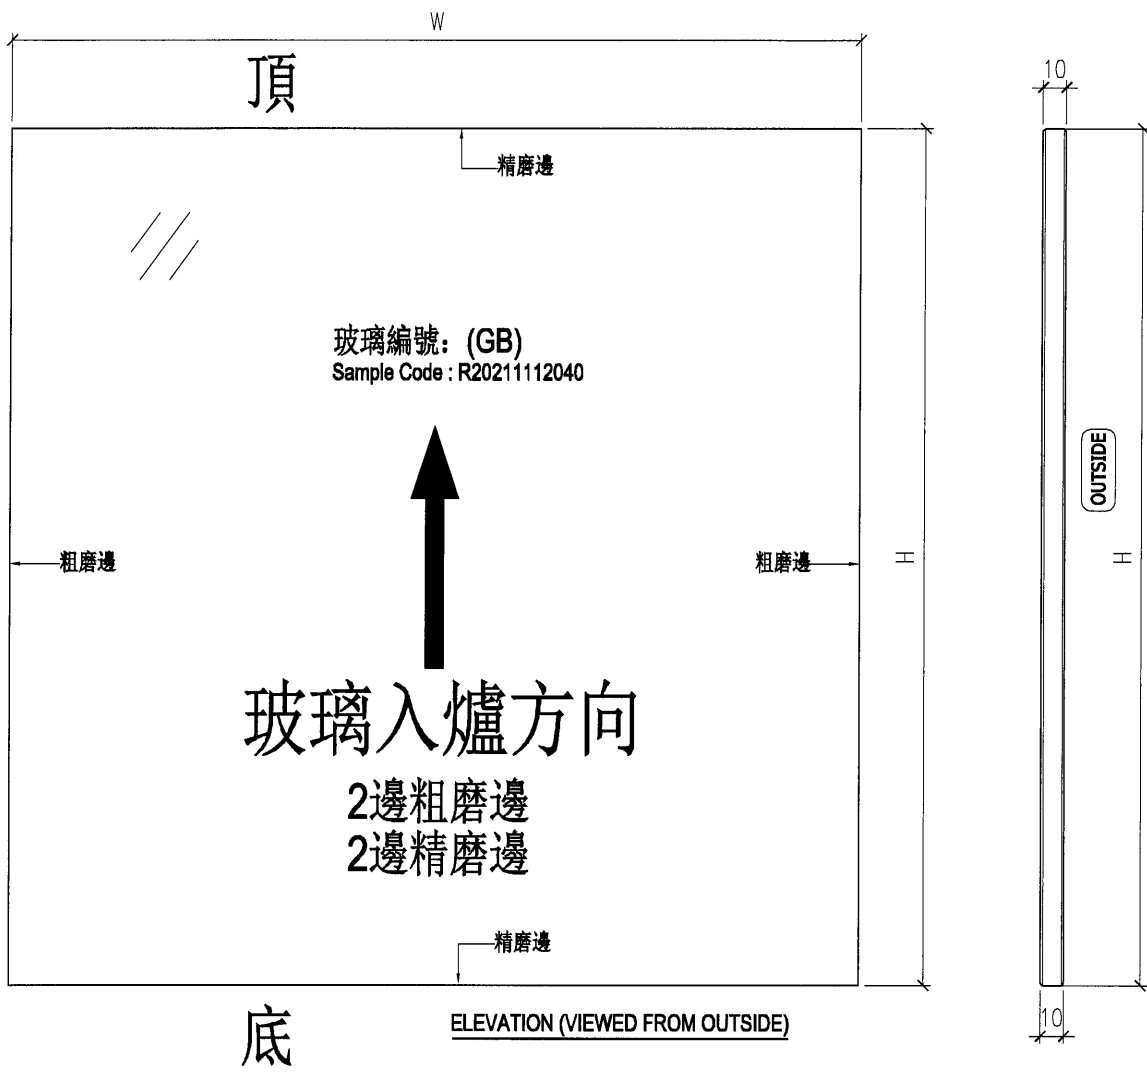 W
頂
10
精磨邊
玻璃編號：(GB)
Sample Code : R20211112040
OUTSIDE
粗磨邊
粗磨邊
H
H
玻璃入爐方向
2邊粗磨邊
2邊精磨邊
精磨邊
底
ELEVATION (VIEWED FROM OUTSIDE)
10